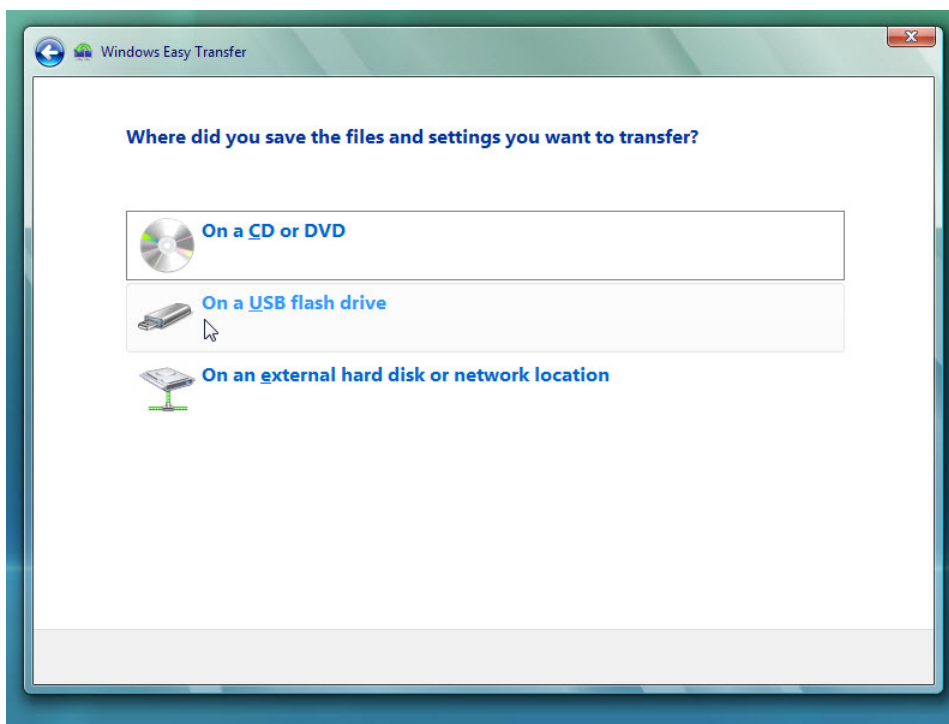 Windows Easy Transfer
Where did you save the files and settings you want to transfer?
On a CD or DVD
On a USB flash drive
On an external hard disk or network location